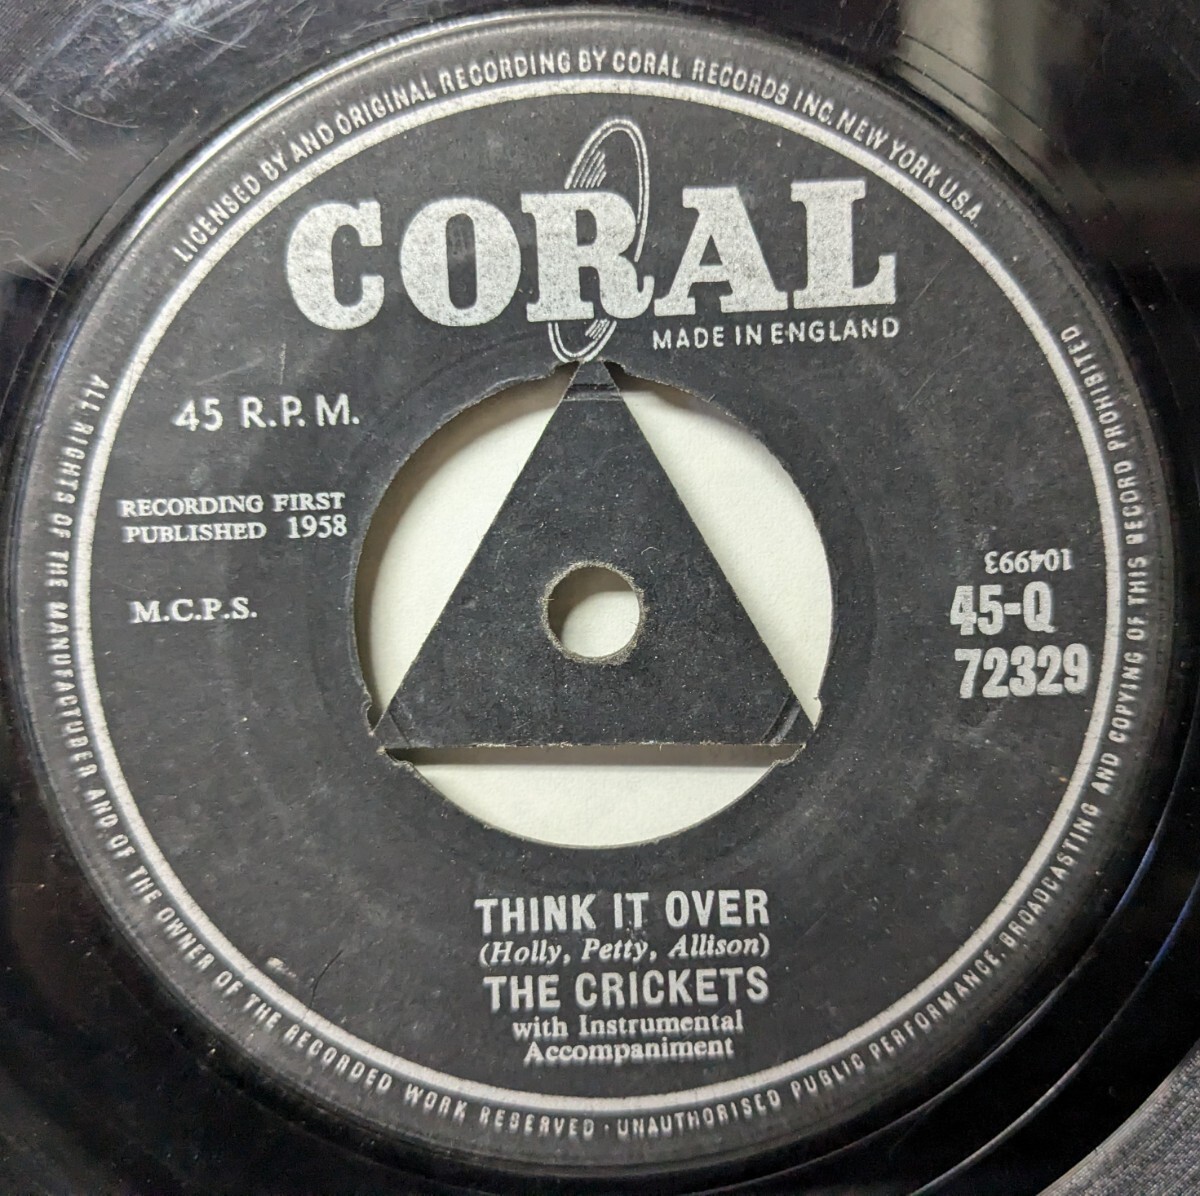 LICENSED BY AND ORIGINAL RECORDING BY CORAL RECORDS INC. NEW YORK U.S.A.
CORAL
MADE IN ENGLAND
45 R.P.M.
RECORDING FIRST
PUBLISHED 1958
M.C.P.S.
104993
45-Q
72329
THINK IT OVER
(Holly, Petty, Allison)
THE CRICKETS
with Instrumental
Accompaniment
ALL RIGHTS OF THE MANUFACTURER AND OF THE OWNER OF THE RECORDED WORK RESERVED · UNAUTHORISED PUBLIC PERFORMANCE, BROADCASTING AND COPYING OF THIS RECORD PROHIBITED